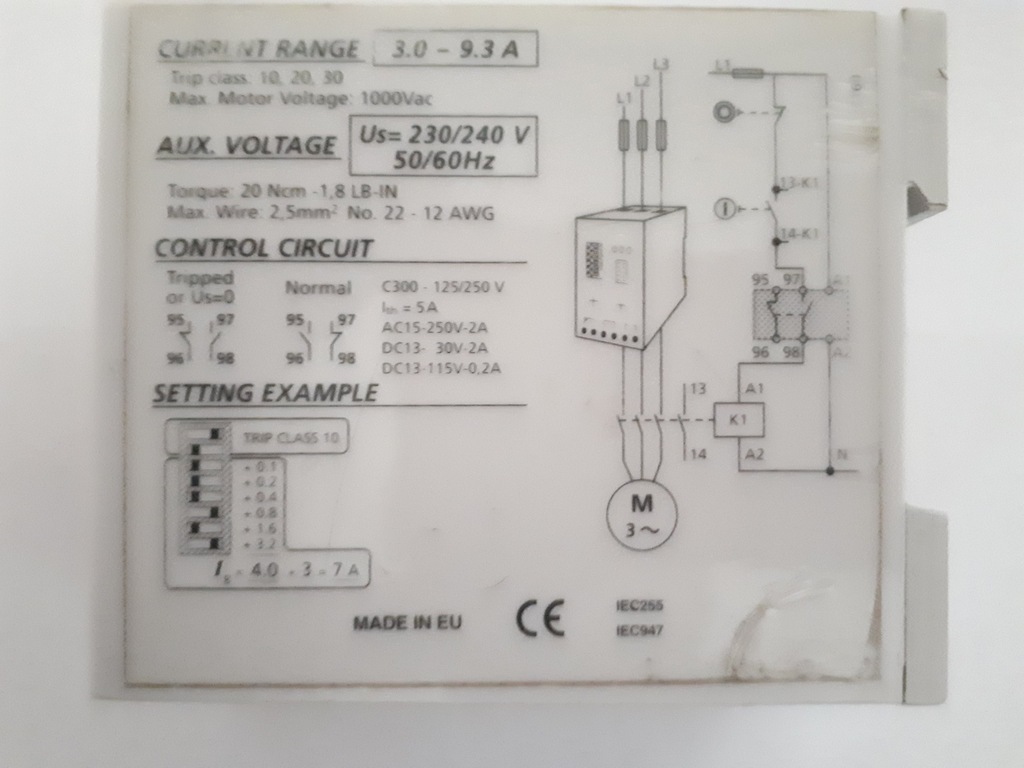 CURRENT RANGE 3.0 – 9.3 A
Trip class: 10, 20, 30
Max. Motor Voltage: 1000Vac
AUX. VOLTAGE Us= 230/240 V
50/60Hz
Torque: 20 Ncm -1,8 LB-IN
Max. Wire: 2,5mm² No. 22 - 12 AWG
CONTROL CIRCUIT
Tripped
or Us=0
95 97
96 98
Normal
95 97
96 98
C300 - 125/250 V
Ith = 5A
AC15-250V-2A
DC13- 30V-2A
DC13-115V-0,2A
SETTING EXAMPLE
TRIP CLASS 10
+ 0.1
+ 0.2
+ 0.4
+ 0.8
+ 1.6
+ 3.2
= 4.0 + 3 = 7 A
L1
L2
L3
L1
13-K1
14-K1
95 97 A1
96 98 A2
13
A1
K1
14
A2
N
M
3~
MADE IN EU
CE
IEC255
IEC947